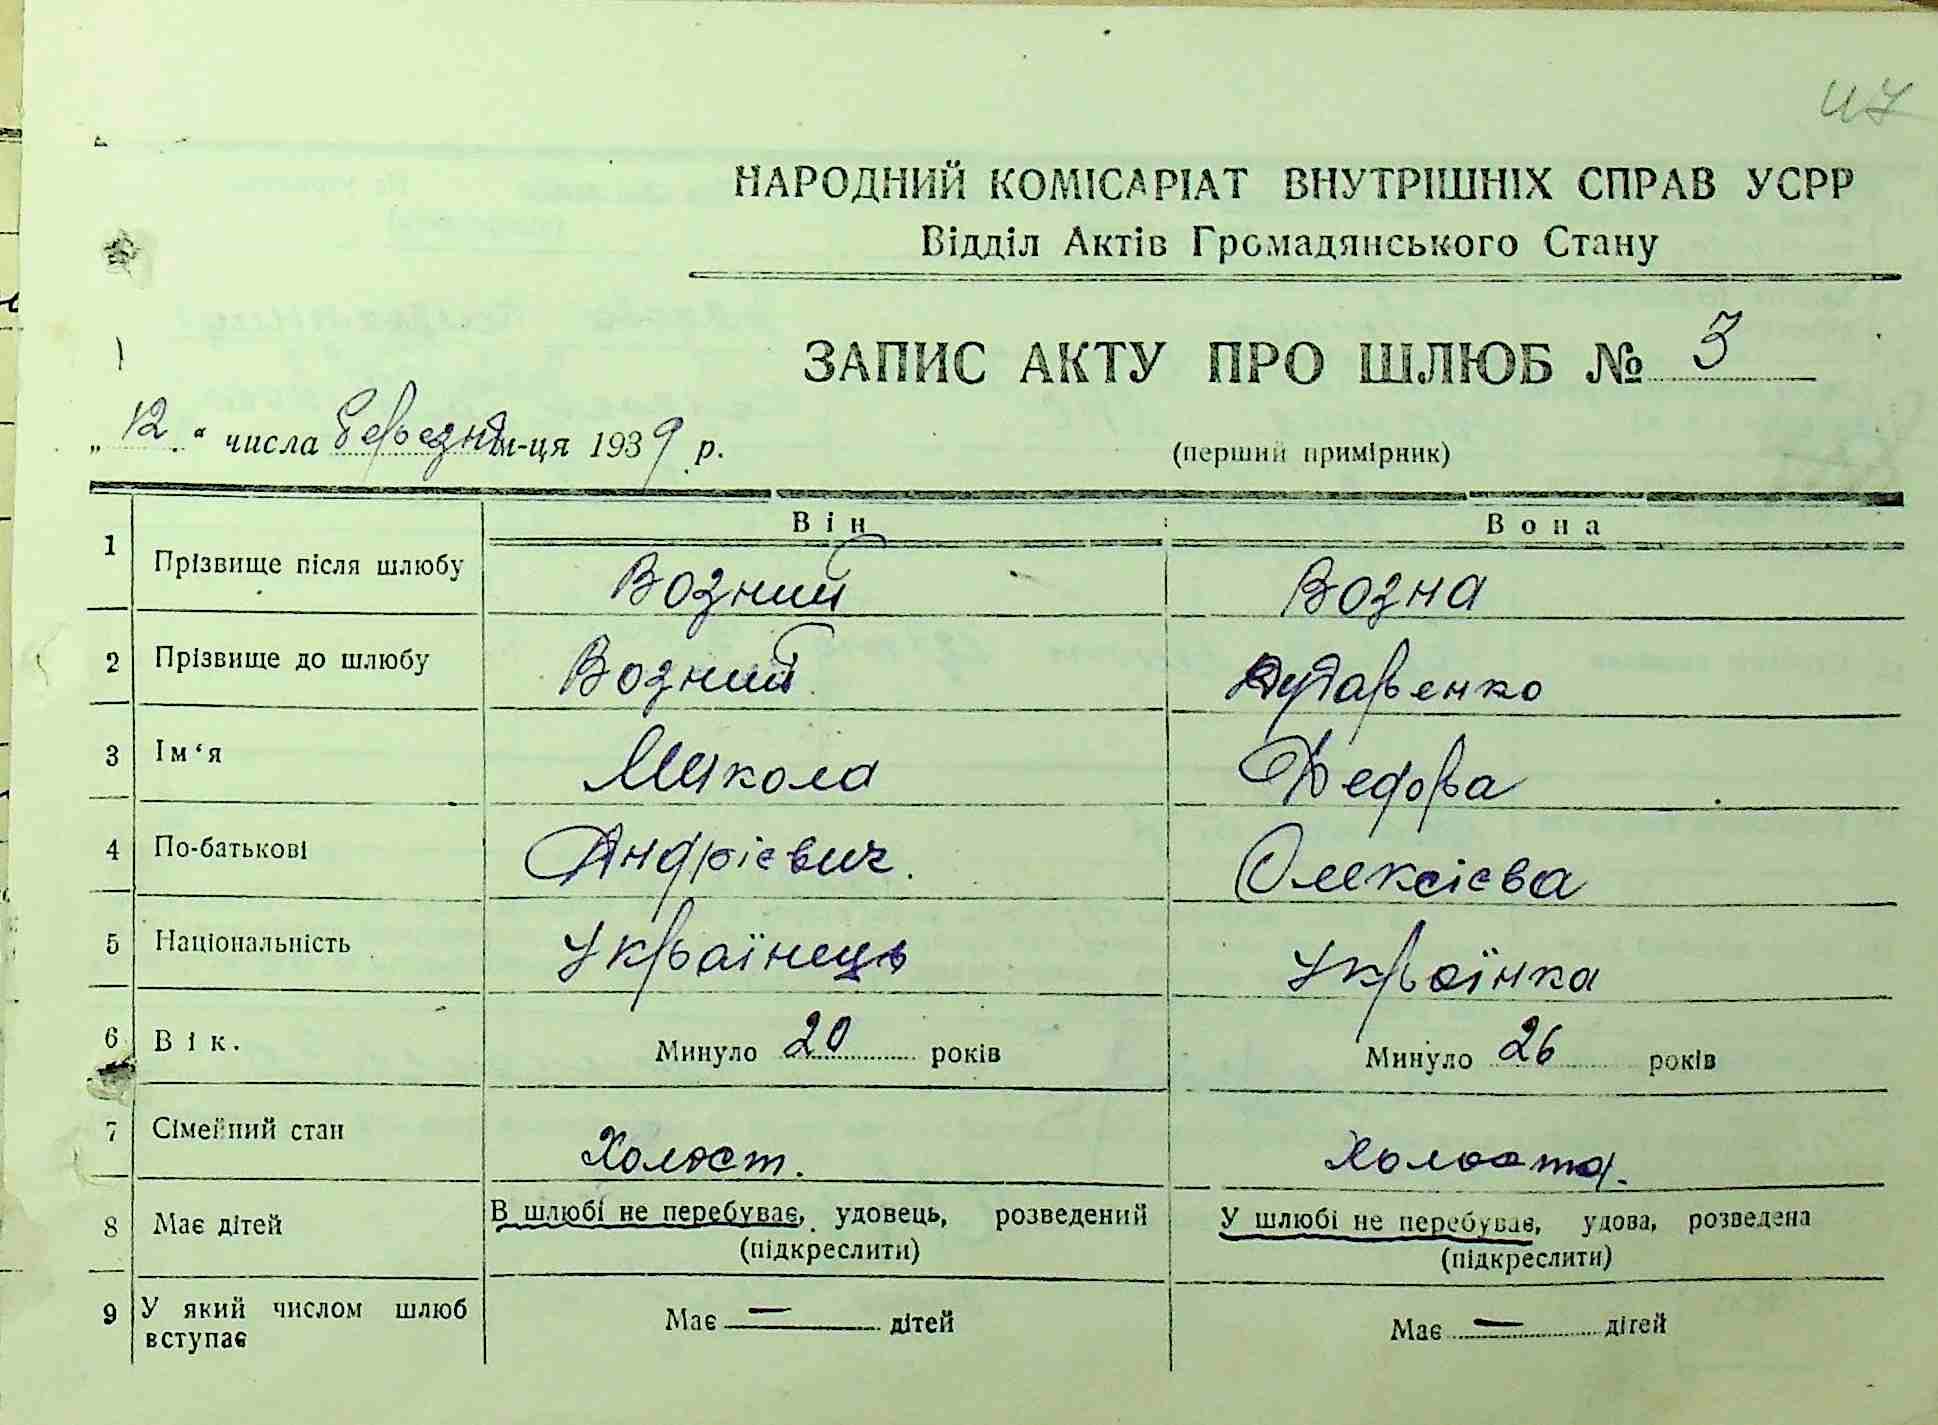 47
НАРОДНИЙ КОМІСАРІАТ ВНУТРІШНІХ СПРАВ УСРР
Відділ Актів Громадянського Стану
ЗАПИС АКТУ ПРО ШЛЮБ № 3
„12“ числа березня м-ця 1939 р.
(перший примірник)
Він Вона
1 Прізвище після шлюбу Возний Возна
2 Прізвище до шлюбу Возний
3 Ім‘я Микола Федора
4 По-батькові Андрієвич. Олексієва
5 Національність Українець Українка
6 Вік. Минуло 20 років Минуло 26 років
7 Сімейний стан Холост. Холоста.
8 Має дітей В шлюбі не перебуває, удовець, розведений У шлюбі не перебуває, удова, розведена
(підкреслити) (підкреслити)
9 У який числом шлюб вступає Має — дітей Має — дітей